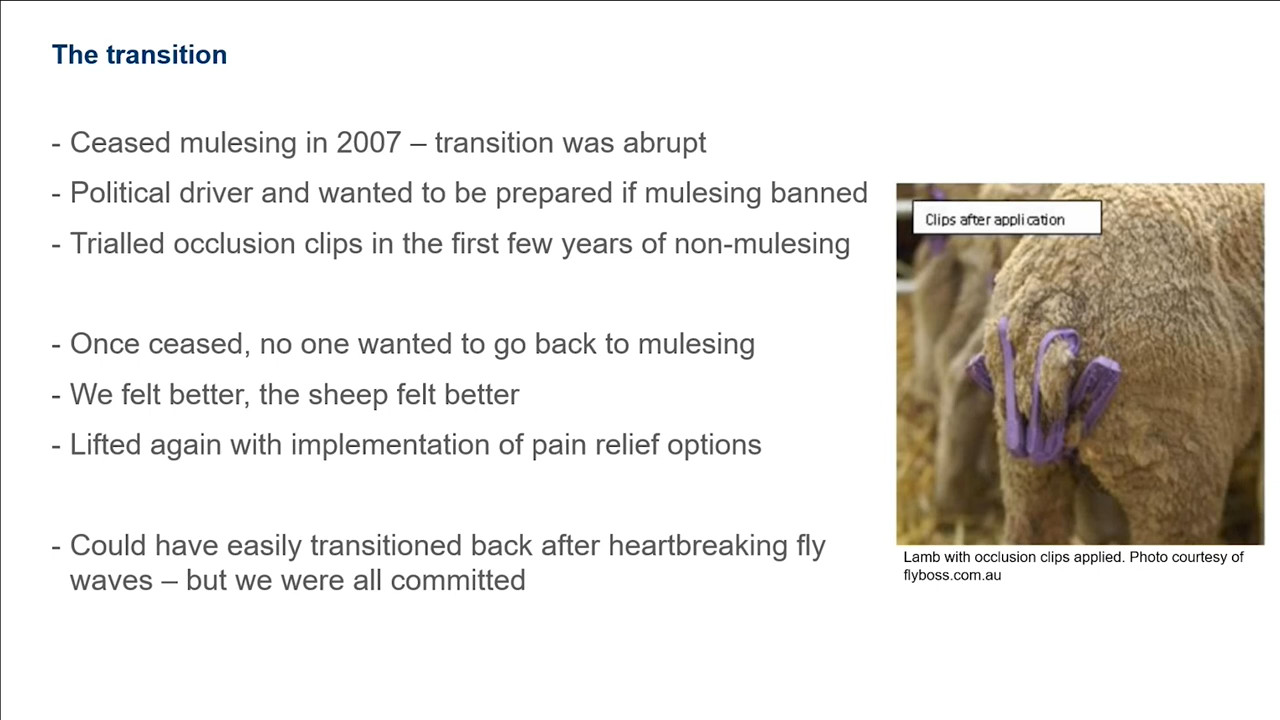 The transition
- Ceased mulesing in 2007 – transition was abrupt
- Political driver and wanted to be prepared if mulesing banned
- Trialled occlusion clips in the first few years of non-mulesing
- Once ceased, no one wanted to go back to mulesing
- We felt better, the sheep felt better
- Lifted again with implementation of pain relief options
- Could have easily transitioned back after heartbreaking fly
waves – but we were all committed
Clips after application
Lamb with occlusion clips applied. Photo courtesy of
flyboss.com.au